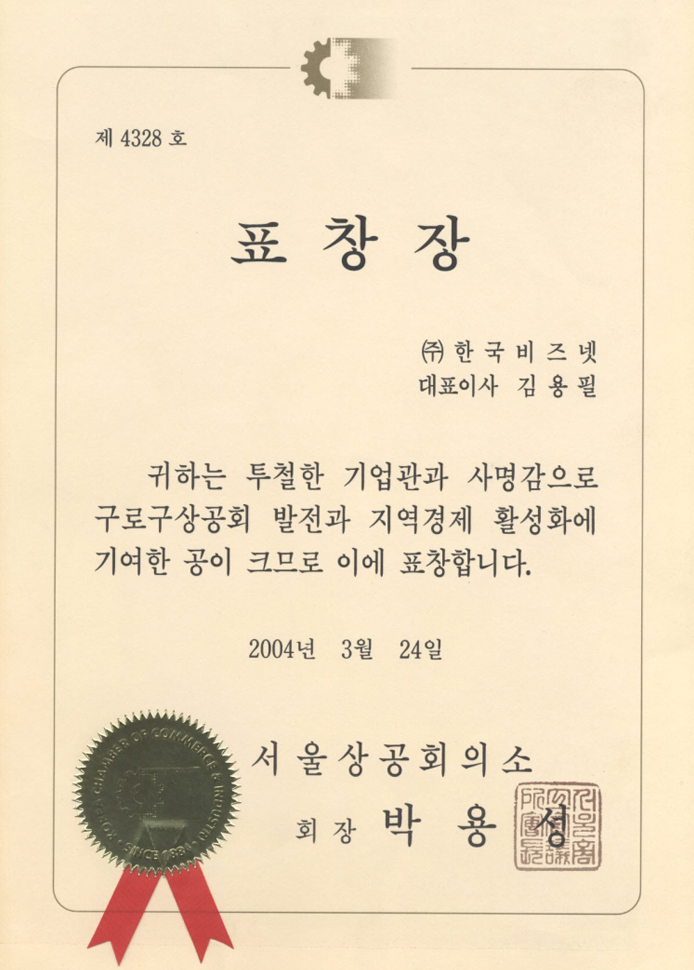 제 4328 호
표 창 장
㈜ 한 국 비 즈 넷
대표이사 김 용 필
귀하는 투철한 기업관과 사명감으로
구로구상공회 발전과 지역경제 활성화에
기여한 공이 크므로 이에 표창합니다.
2004년 3월 24일
서울상공회의소
회 장 박 용 성
KOREA CHAMBER OF COMMERCE & INDUSTRY
SINCE 1884